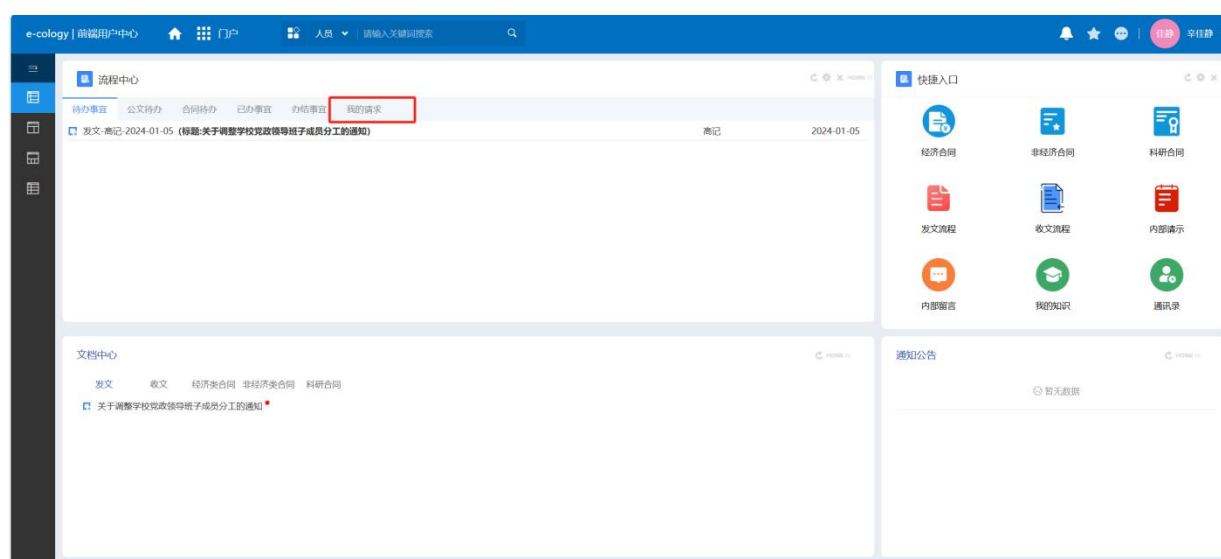 e-cology | 前端用户中心 门户 人员 请输入关键词搜索 佳静 辛佳静
流程中心
待办事宜 公文待办 合同待办 已办事宜 办结事宜 我的请求
发文-高记-2024-01-05 (标题:关于调整学校党政领导班子成员分工的通知) 高记 2024-01-05
快捷入口
经济合同 非经济合同 科研合同
发文流程 收文流程 内部请示
内部留言 我的知识 通讯录
文档中心
发文 收文 经济类合同 非经济类合同 科研合同
关于调整学校党政领导班子成员分工的通知
通知公告
暂无数据